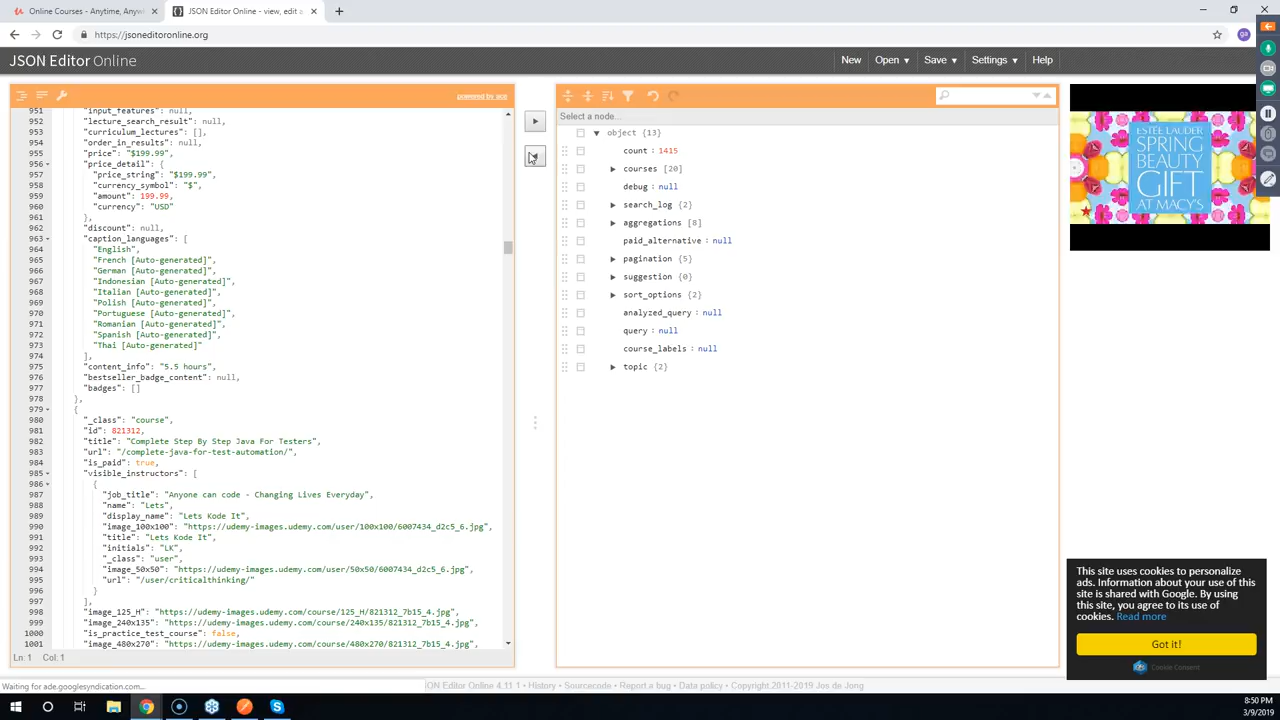 Online Courses - Anytime, Anyw
JSON Editor Online - view, edit a
https://jsoneditoronline.org
JSON Editor Online
New
Open
Save
Settings
Help
powered by ace
951 "input_features": null,
952 "lecture_search_result": null,
953 "curriculum_lectures": [],
954 "order_in_results": null,
955 "price": "$199.99",
956 "price_detail": {
957 "price_string": "$199.99",
958 "currency_symbol": "$",
959 "amount": 199.99,
960 "currency": "USD"
961 },
962 "discount": null,
963 "caption_languages": [
964 "English",
965 "French [Auto-generated]",
966 "German [Auto-generated]",
967 "Indonesian [Auto-generated]",
968 "Italian [Auto-generated]",
969 "Polish [Auto-generated]",
970 "Portuguese [Auto-generated]",
971 "Romanian [Auto-generated]",
972 "Spanish [Auto-generated]",
973 "Thai [Auto-generated]"
974 ],
975 "content_info": "5.5 hours",
976 "bestseller_badge_content": null,
977 "badges": []
978 },
979 {
980 "_class": "course",
981 "id": 821312,
982 "title": "Complete Step By Step Java For Testers",
983 "url": "/complete-java-for-test-automation/",
984 "is_paid": true,
985 "visible_instructors": [
986 {
987 "job_title": "Anyone can code - Changing Lives Everyday",
988 "name": "Lets",
989 "display_name": "Lets Kode It",
990 "image_100x100": "https://udemy-images.udemy.com/user/100x100/6007434_d2c5_6.jpg",
991 "title": "Lets Kode It",
992 "initials": "LK",
993 "_class": "user",
994 "image_50x50": "https://udemy-images.udemy.com/user/50x50/6007434_d2c5_6.jpg",
995 "url": "/user/criticalthinking/"
996 }
997 ],
998 "image_125_H": "https://udemy-images.udemy.com/course/125_H/821312_7b15_4.jpg",
999 "image_240x135": "https://udemy-images.udemy.com/course/240x135/821312_7b15_4.jpg",
1000 "is_practice_test_course": false,
1001 "image_480x270": "https://udemy-images.udemy.com/course/480x270/821312_7b15_4.jpg",
Ln: 1 Col: 1
Select a node...
object {13}
count : 1415
courses [20]
debug : null
search_log {2}
aggregations [8]
paid_alternative : null
pagination {5}
suggestion {0}
sort_options {2}
analyzed_query : null
query : null
course_labels : null
topic {2}
ESTÉE LAUDER
SPRING
BEAUTY
GIFT
AT MACY'S
This site uses cookies to personalize
ads. Information about your use of this
site is shared with Google. By using
this site, you agree to its use of
cookies. Read more
Got it!
Cookie Consent
Waiting for ade.googlesyndication.com...
JSON Editor Online 4.11.1 • History • Sourcecode • Report a bug • Data policy • Copyright 2011-2019 Jos de Jong
8:50 PM
3/9/2019